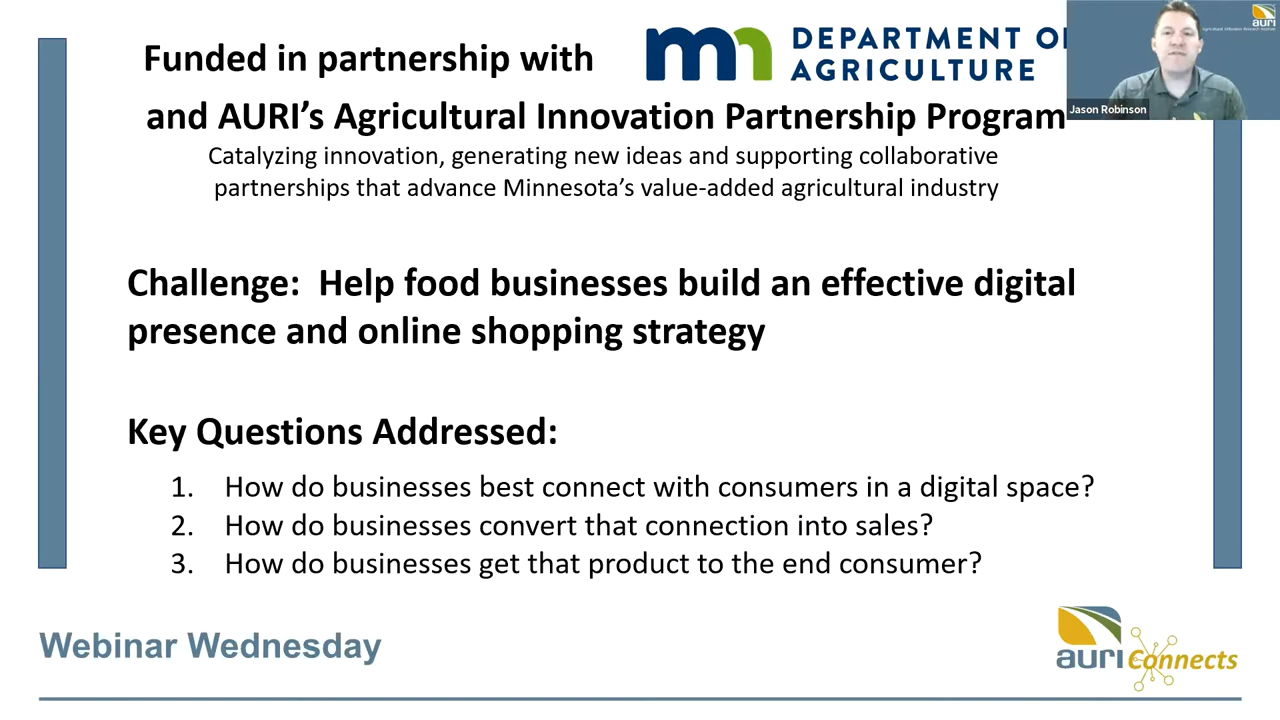 Funded in partnership with
mn DEPARTMENT O
AGRICULTURE
auri
Jason Robinson
and AURI's Agricultural Innovation Partnership Program
Catalyzing innovation, generating new ideas and supporting collaborative
partnerships that advance Minnesota's value-added agricultural industry
Challenge: Help food businesses build an effective digital
presence and online shopping strategy
Key Questions Addressed:
1. How do businesses best connect with consumers in a digital space?
2. How do businesses convert that connection into sales?
3. How do businesses get that product to the end consumer?
Webinar Wednesday
auri Connects